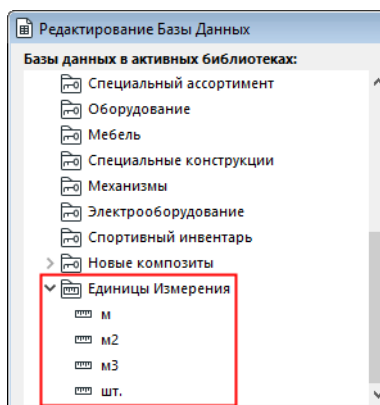 Редактирование Базы Данных
Базы данных в активных библиотеках:
Специальный ассортимент
Оборудование
Мебель
Специальные конструкции
Механизмы
Электрооборудование
Спортивный инвентарь
Новые композиты
Единицы Измерения
м
м2
м3
шт.